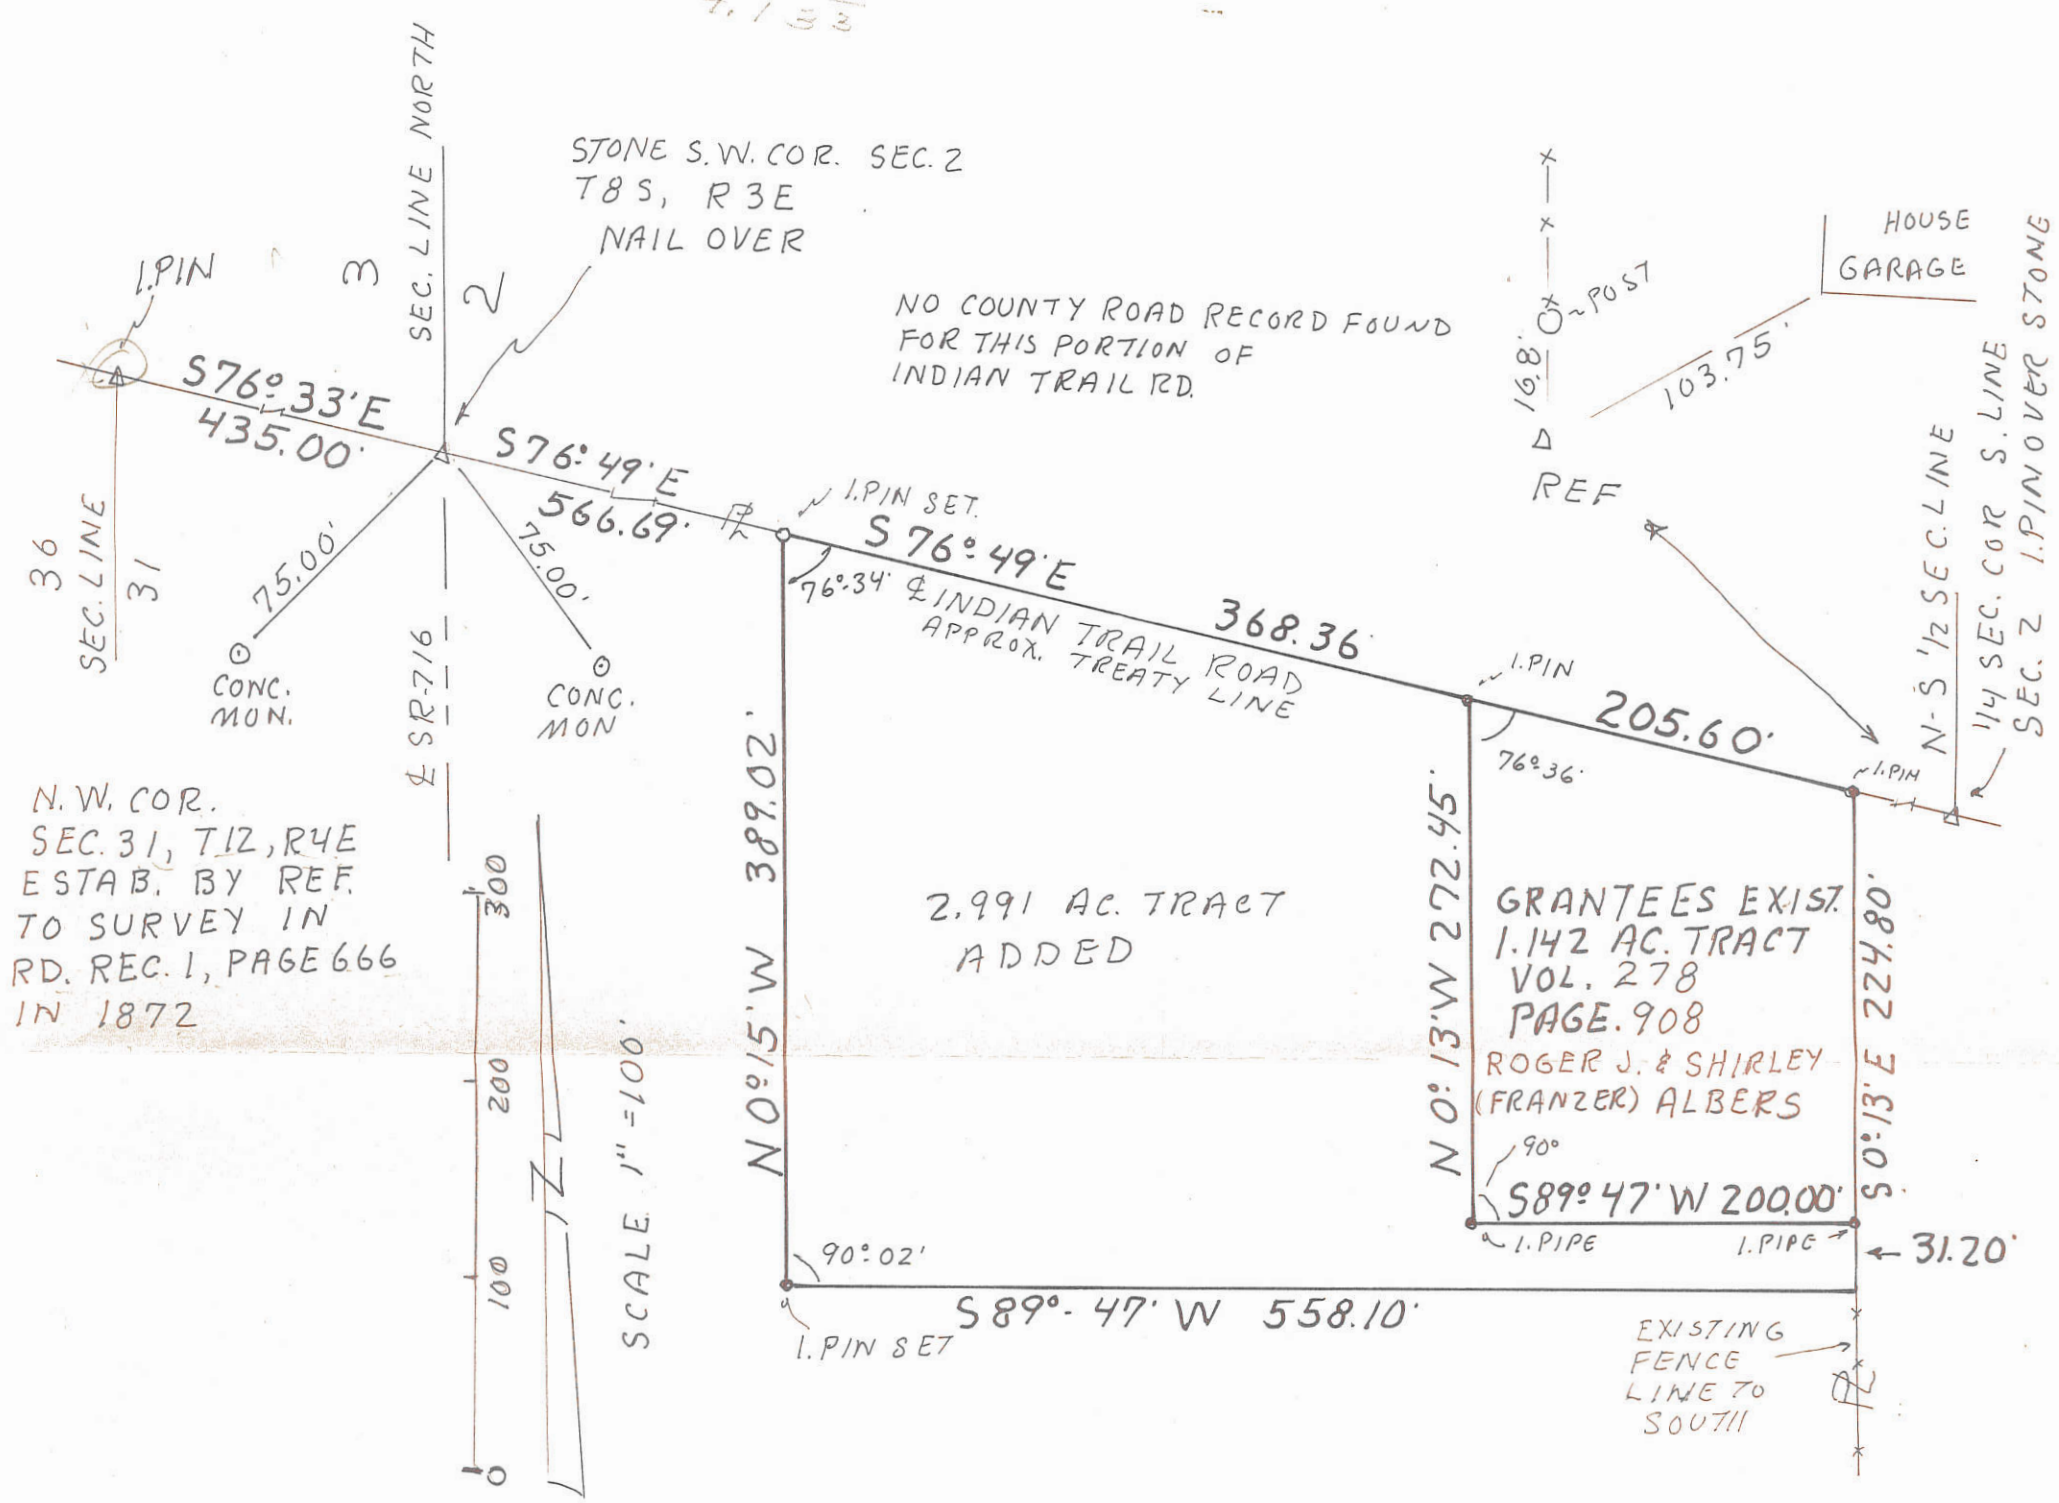 SEC. LINE NORTH
STONE S.W. COR. SEC. 2
T8S, R3E
NAIL OVER
I.PIN
3
2
NO COUNTY ROAD RECORD FOUND
FOR THIS PORTION OF
INDIAN TRAIL RD.
POST
16.8'
HOUSE
GARAGE
103.75'
REF
N-S 1/2 SEC. LINE
1/4 SEC. COR S. LINE
SEC. 2 I.PIN OVER STONE
S76°33'E
435.00'
S76°49'E
566.69'
PL
I.PIN SET.
S 76°49'E
368.36'
76°-34'
℄ INDIAN TRAIL ROAD
APPROX. TREATY LINE
I.PIN
205.60'
76°36'
I.PIN
36
SEC. LINE
31
75.00'
75.00'
CONC.
MON.
CONC.
MON
℄ SR-716
N.W. COR.
SEC. 31, T12, R4E
ESTAB. BY REF.
TO SURVEY IN
RD. REC. 1, PAGE 666
IN 1872
300
200
100
0
N
SCALE 1"=100'
N 0°15'W 389.02'
2.991 AC. TRACT
ADDED
N 0°13'W 272.45'
GRANTEES EXIST.
1.142 AC. TRACT
VOL. 278
PAGE. 908
ROGER J. & SHIRLEY
(FRANZER) ALBERS
S 0°13'E 224.80'
90°
S89°47'W 200.00'
I.PIPE
I.PIPE
31.20'
90°02'
S89°-47'W 558.10'
I.PIN SET
EXISTING
FENCE
LINE TO
SOUTH
PL